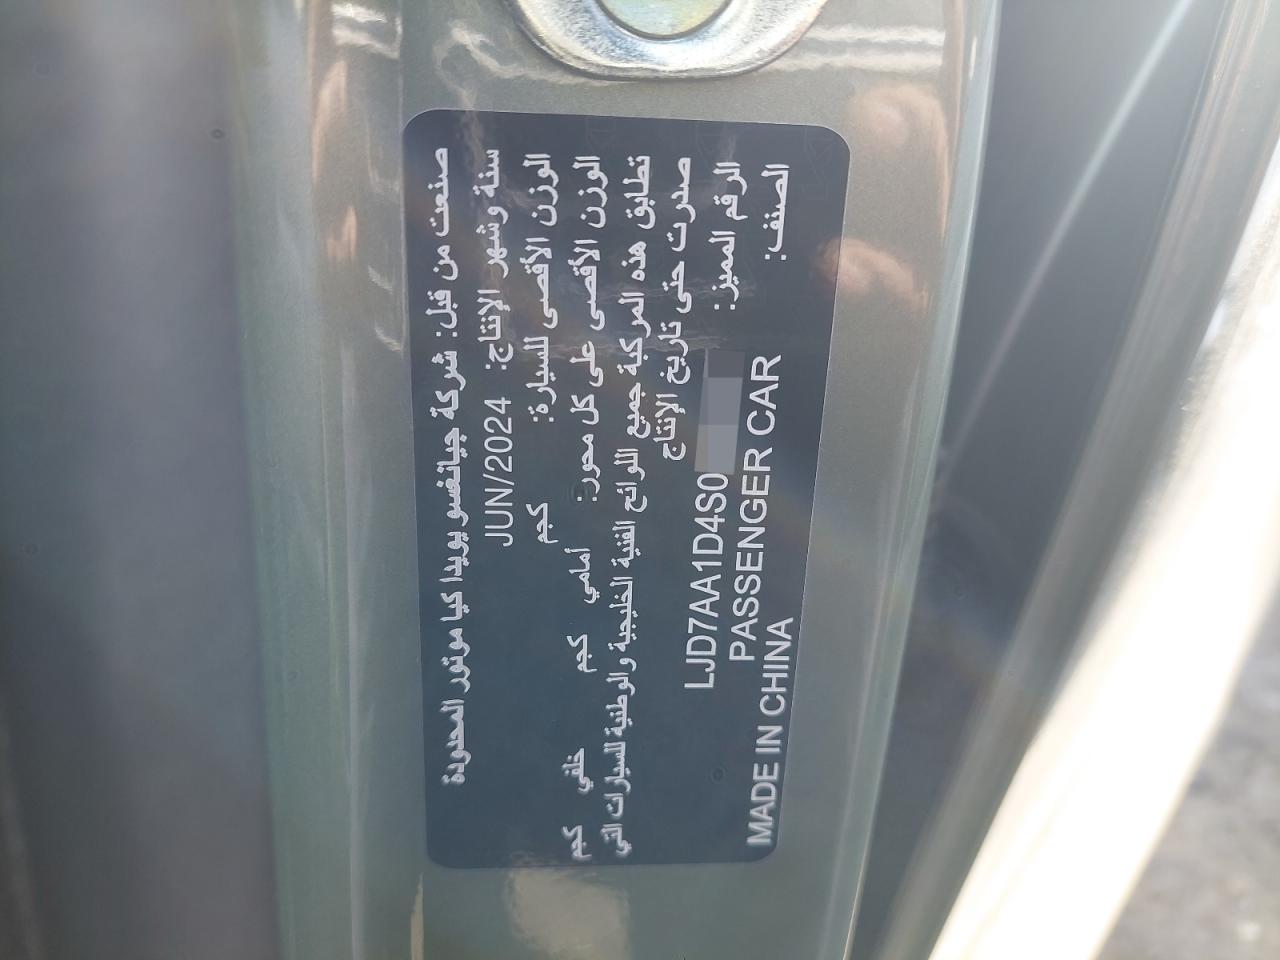 صنعت من قبل: شركة جيانغسو يويدا كيا موتور المحدودة
سنة وشهر الإنتاج: JUN/2024
الوزن الأقصى للسيارة: كجم
الوزن الأقصى على كل محور: أمامي كجم خلفي كجم
تطابق هذه المركبة جميع اللوائح الفنية الخليجية والوطنية للسيارات التي
صدرت حتى تاريخ الإنتاج
الرقم المميز: LJD7AA1D4S0
الصنف: PASSENGER CAR
MADE IN CHINA